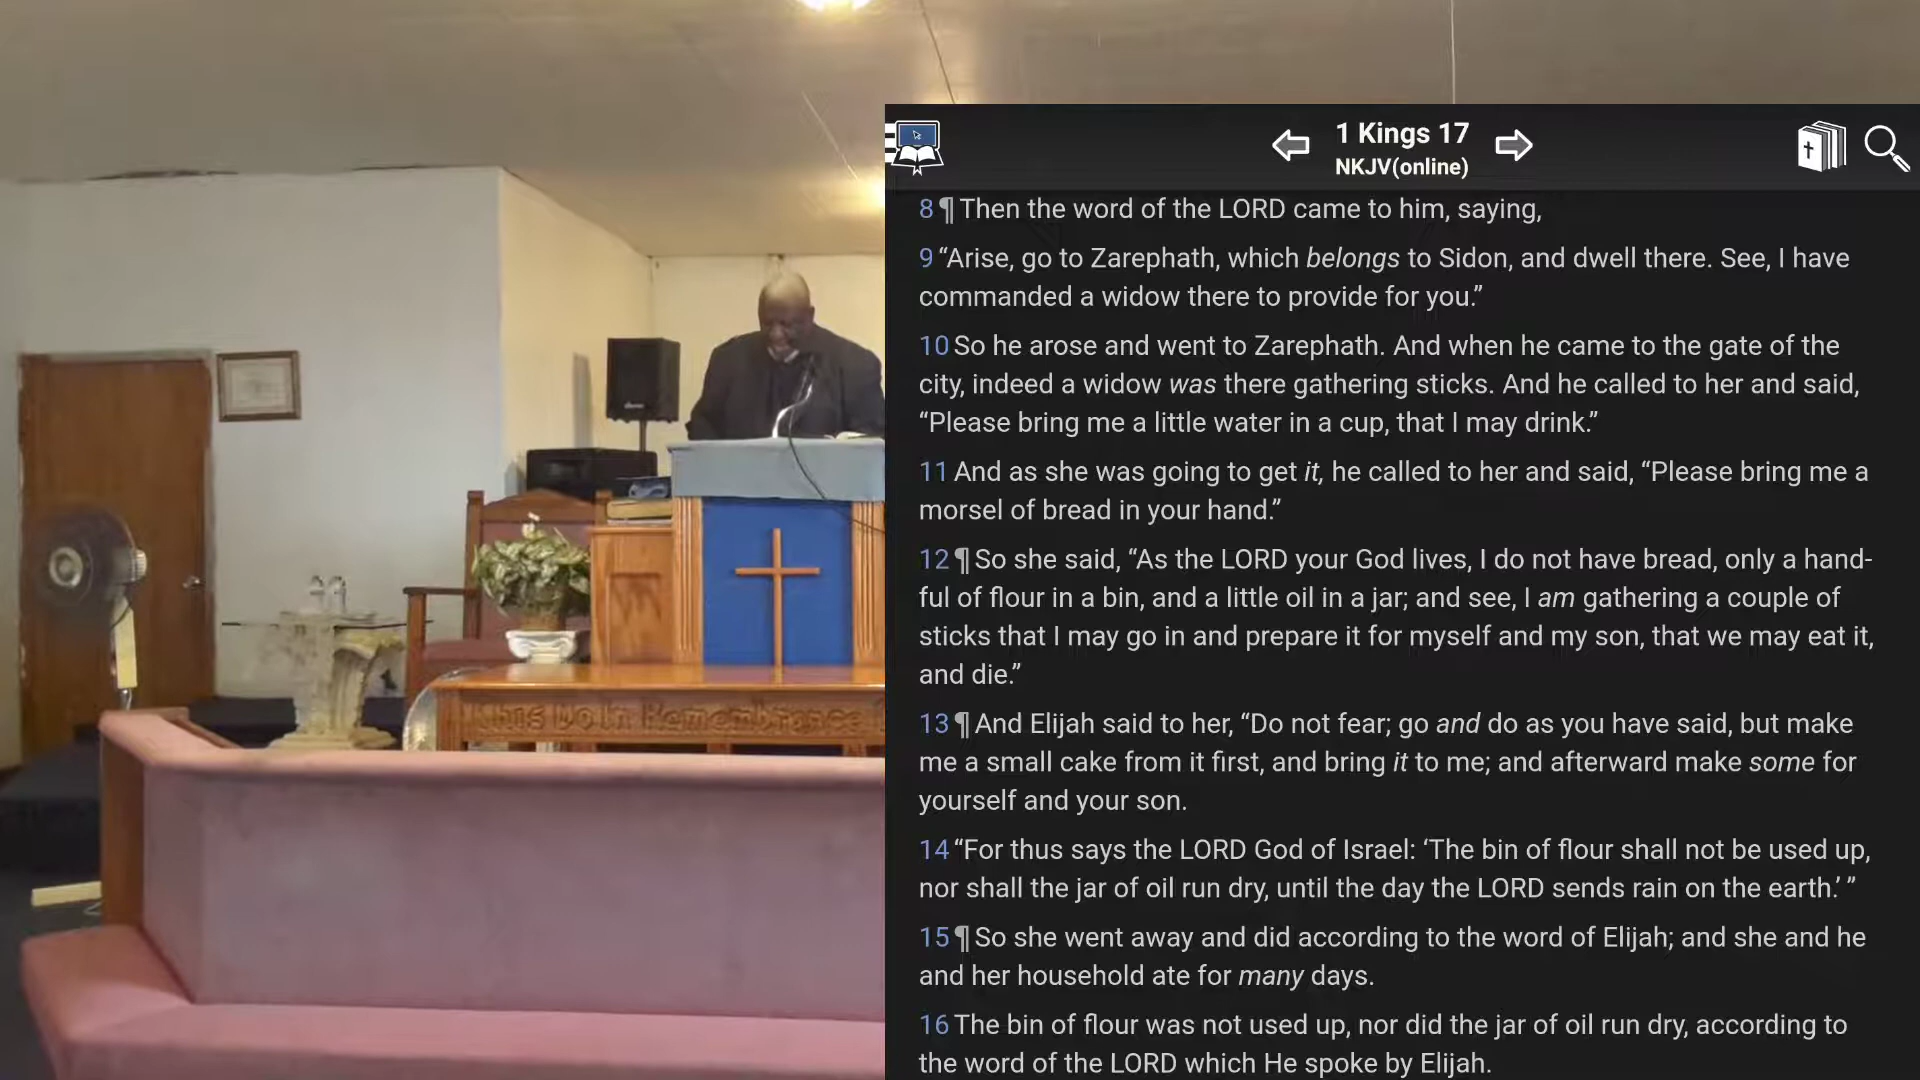 1 Kings 17
NKJV(online)
8 ¶ Then the word of the LORD came to him, saying,
9 “Arise, go to Zarephath, which belongs to Sidon, and dwell there. See, I have
commanded a widow there to provide for you.”
10 So he arose and went to Zarephath. And when he came to the gate of the
city, indeed a widow was there gathering sticks. And he called to her and said,
“Please bring me a little water in a cup, that I may drink.”
11 And as she was going to get it, he called to her and said, “Please bring me a
morsel of bread in your hand.”
12 ¶ So she said, “As the LORD your God lives, I do not have bread, only a hand-
ful of flour in a bin, and a little oil in a jar; and see, I am gathering a couple of
sticks that I may go in and prepare it for myself and my son, that we may eat it,
and die.”
13 ¶ And Elijah said to her, “Do not fear; go and do as you have said, but make
me a small cake from it first, and bring it to me; and afterward make some for
yourself and your son.
14 “For thus says the LORD God of Israel: ‘The bin of flour shall not be used up,
nor shall the jar of oil run dry, until the day the LORD sends rain on the earth.’ ”
15 ¶ So she went away and did according to the word of Elijah; and she and he
and her household ate for many days.
16 The bin of flour was not used up, nor did the jar of oil run dry, according to
the word of the LORD which He spoke by Elijah.
This Do In Remembrance